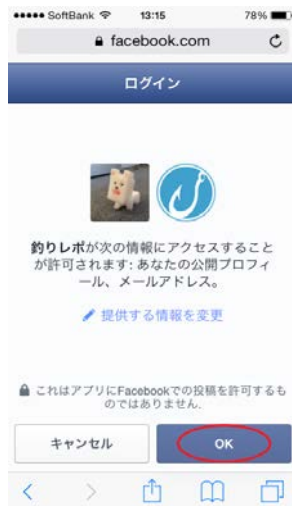 SoftBank 13:15 78%
facebook.com
ログイン
釣りレポが次の情報にアクセスすること
が許可されます: あなたの公開プロフィ
ール、メールアドレス。
提供する情報を変更
これはアプリにFacebookでの投稿を許可するも
のではありません.
キャンセル OK